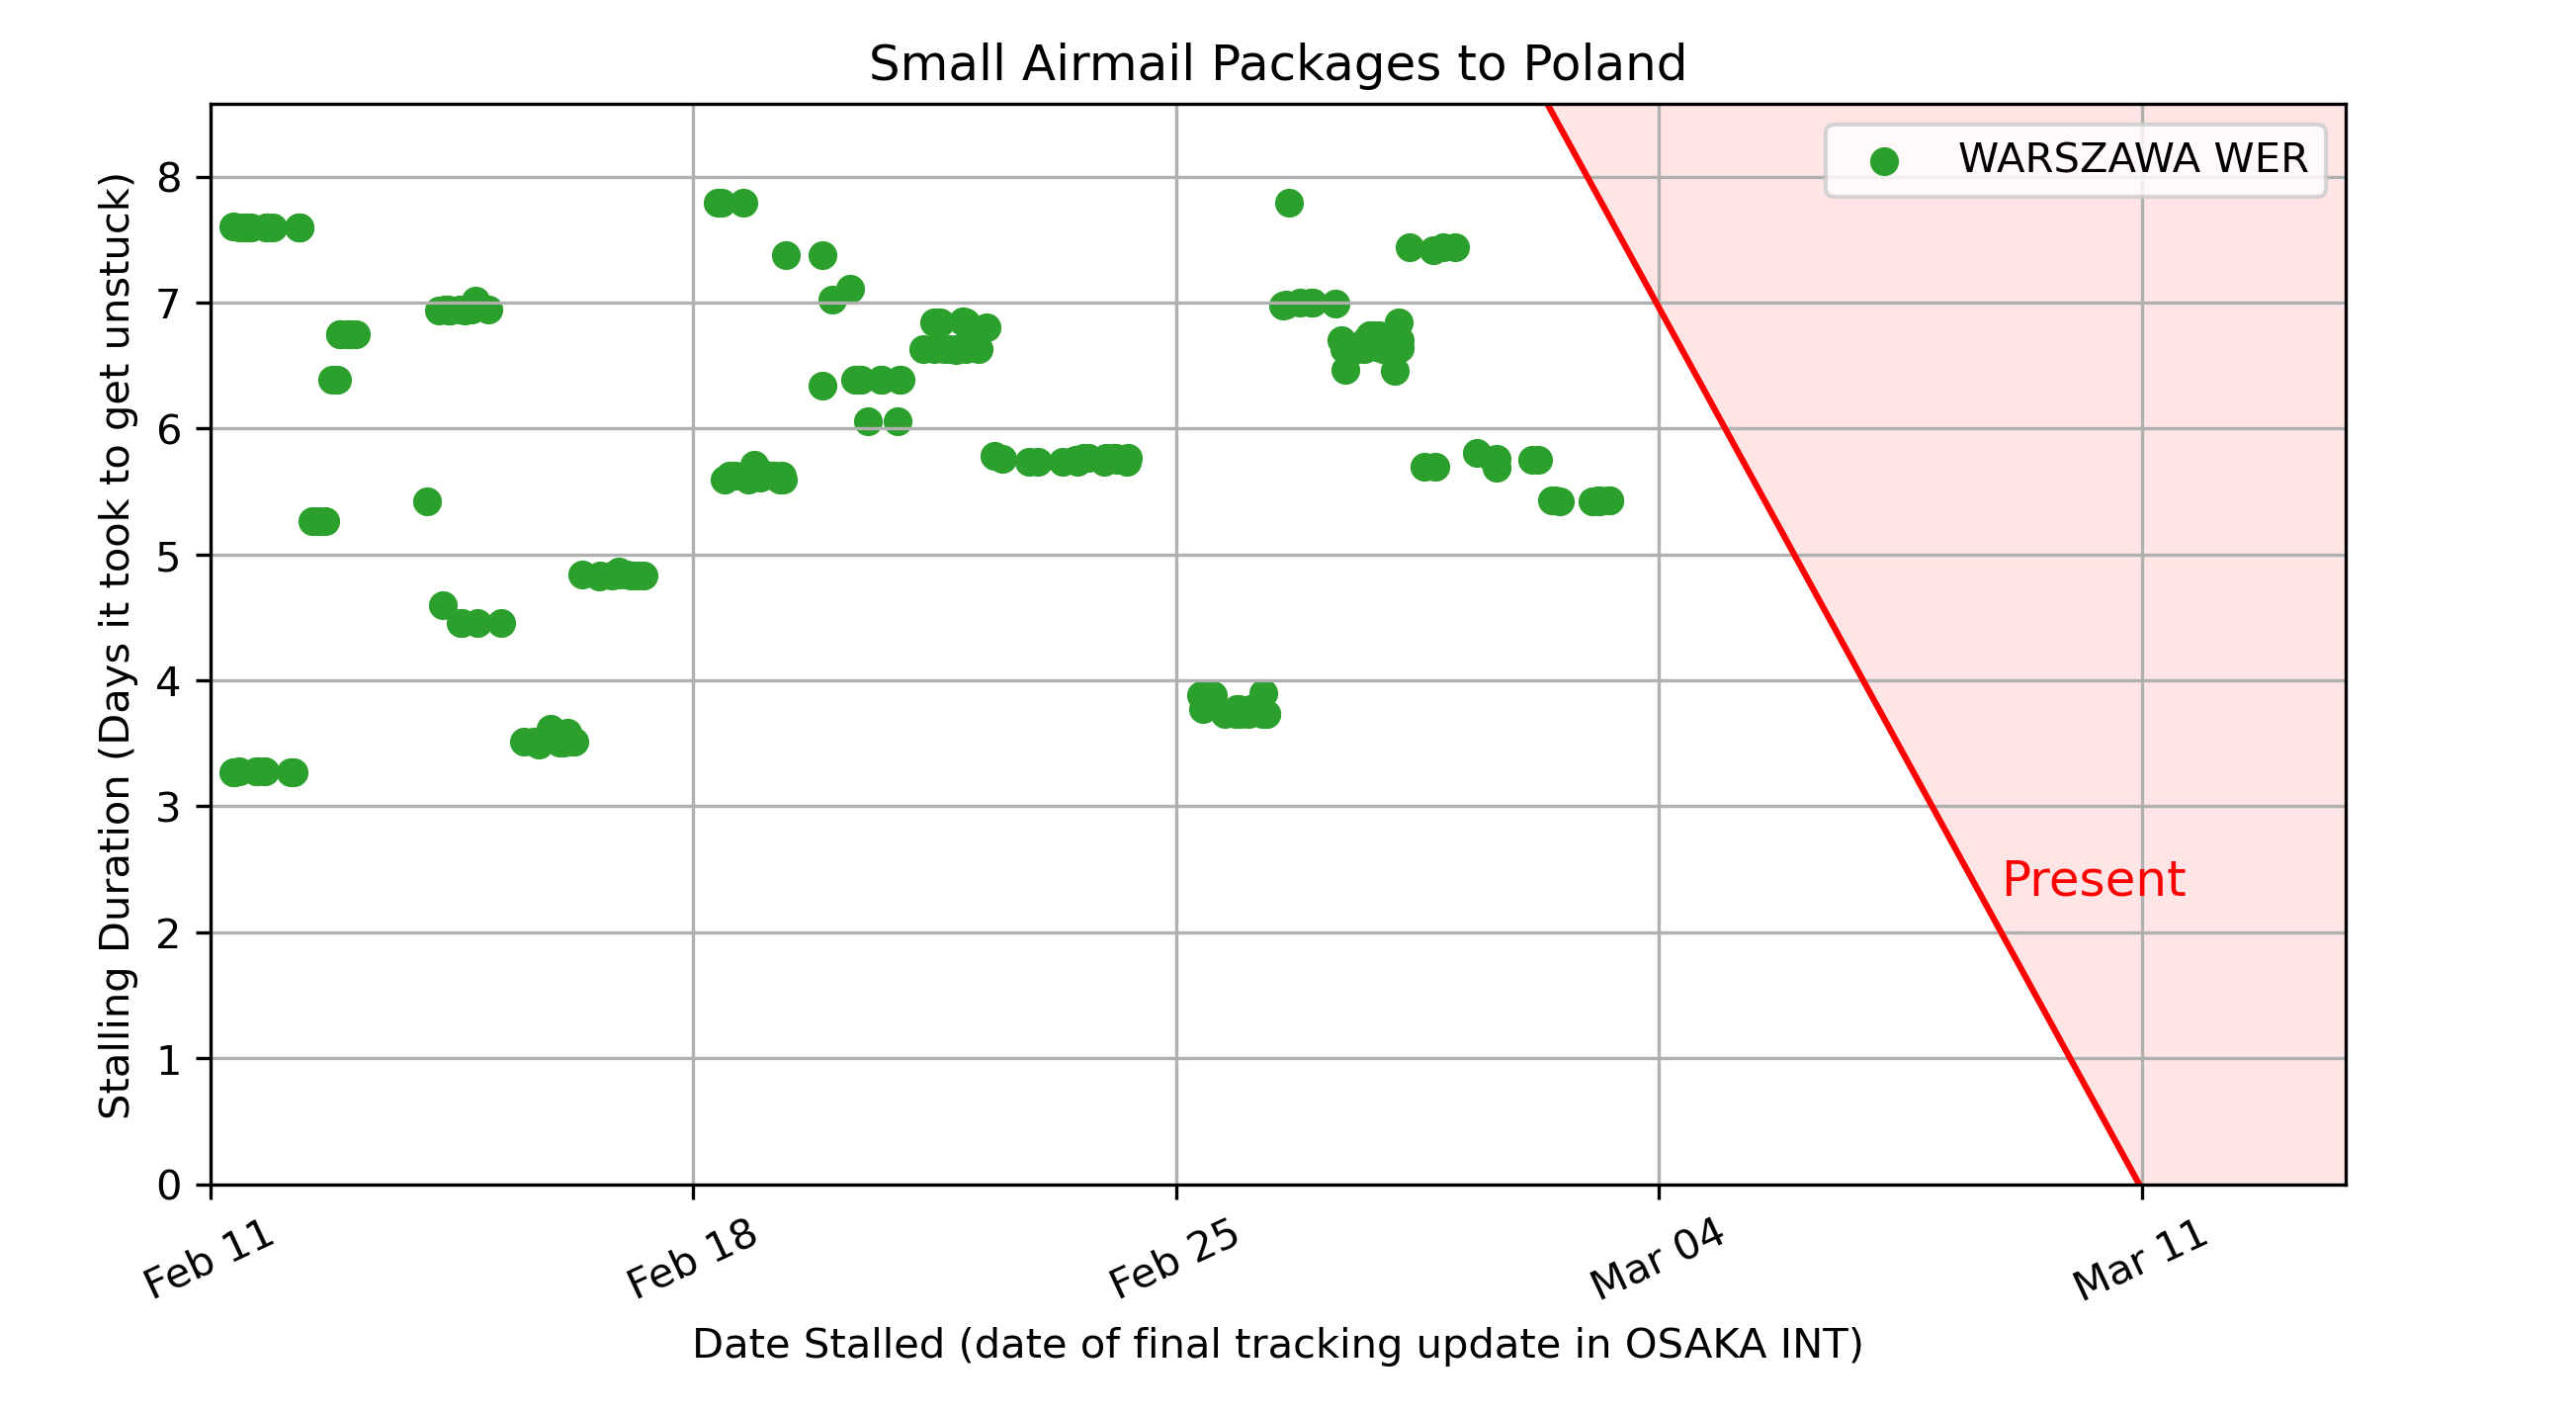 Small Airmail Packages to Poland
WARSZAWA WER
Stalling Duration (Days it took to get unstuck)
8
7
6
5
4
3
2
1
0
Present
Feb 11
Feb 18
Feb 25
Mar 04
Mar 11
Date Stalled (date of final tracking update in OSAKA INT)